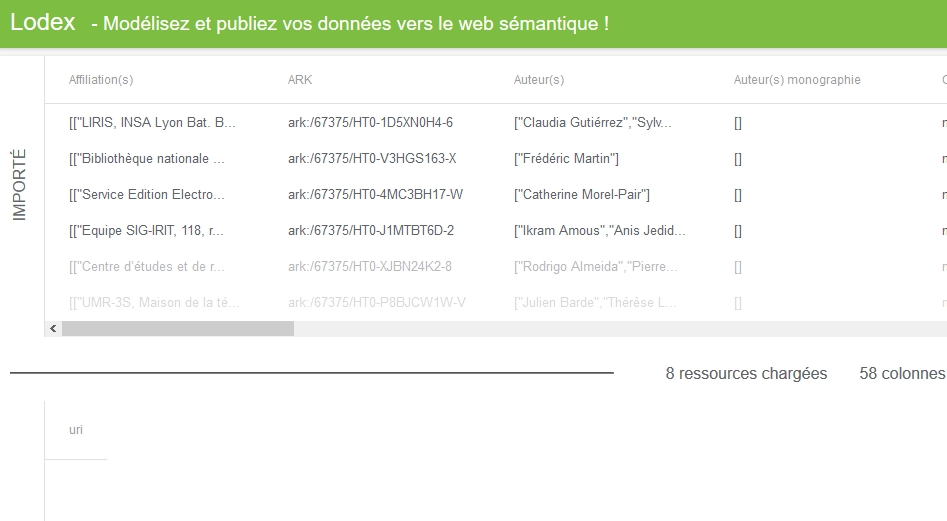 Lodex - Modélisez et publiez vos données vers le web sémantique !
Affiliation(s) ARK Auteur(s) Auteur(s) monographie
[["LIRIS, INSA Lyon Bat. B... ark:/67375/HT0-1D5XN0H4-6 ["Claudia Gutiérrez","Sylv... []
[["Bibliothèque nationale ... ark:/67375/HT0-V3HGS163-X ["Frédéric Martin"] []
IMPORTÉ
[["Service Edition Electro... ark:/67375/HT0-4MC3BH17-W ["Catherine Morel-Pair"] []
[["Equipe SIG-IRIT, 118, r... ark:/67375/HT0-J1MTBT6D-2 ["Ikram Amous","Anis Jedid... []
[["Centre d'études et de r... ark:/67375/HT0-XJBN24K2-8 ["Rodrigo Almeida","Pierre... []
[["UMR-3S, Maison de la té... ark:/67375/HT0-P8BJCW1W-V ["Julien Barde","Thérèse L... []
8 ressources chargées 58 colonnes
uri